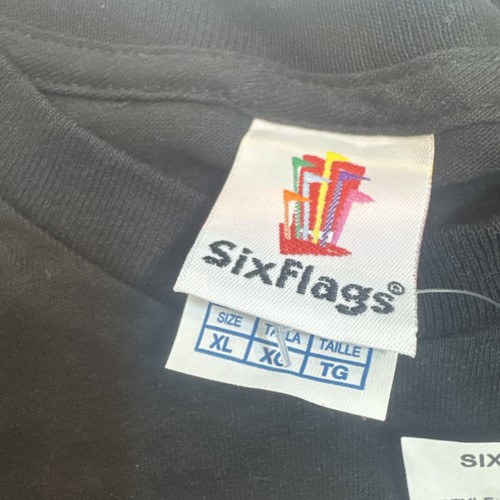 SixFlags®
SIZE TALLA TAILLE
XL XG TG
SIX